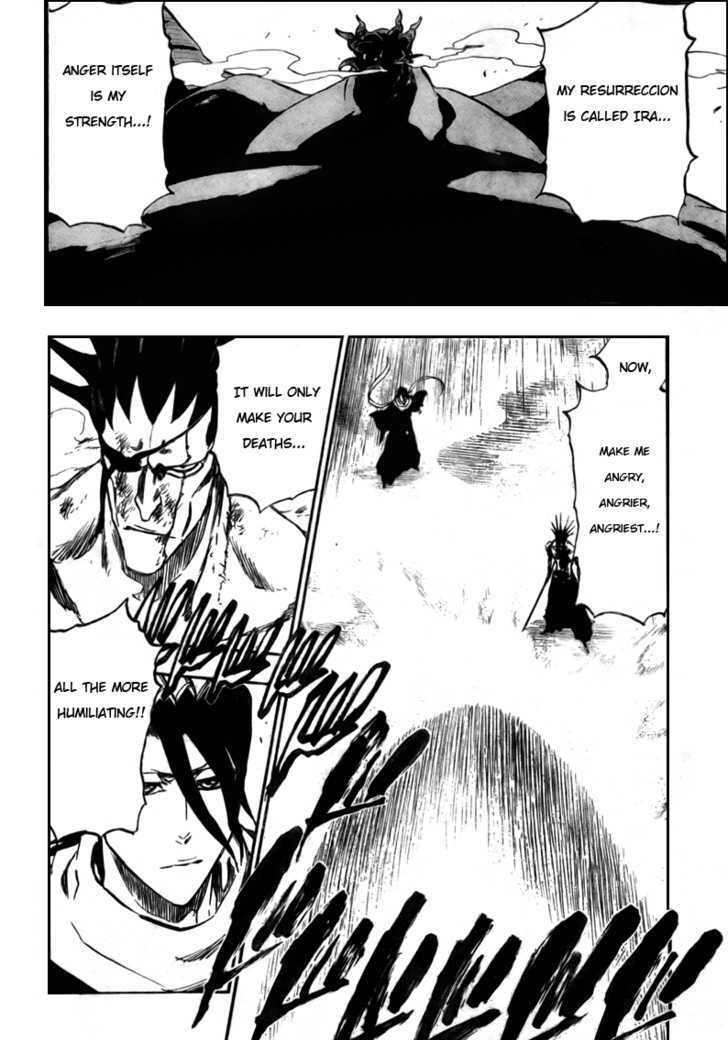 MY RESURRECCION
IS CALLED IRA...
ANGER ITSELF
IS MY
STRENGTH...!
NOW,
MAKE ME
ANGRY,
ANGRIER,
ANGRIEST...!
IT WILL ONLY
MAKE YOUR
DEATHS...
ALL THE MORE
HUMILIATING!!